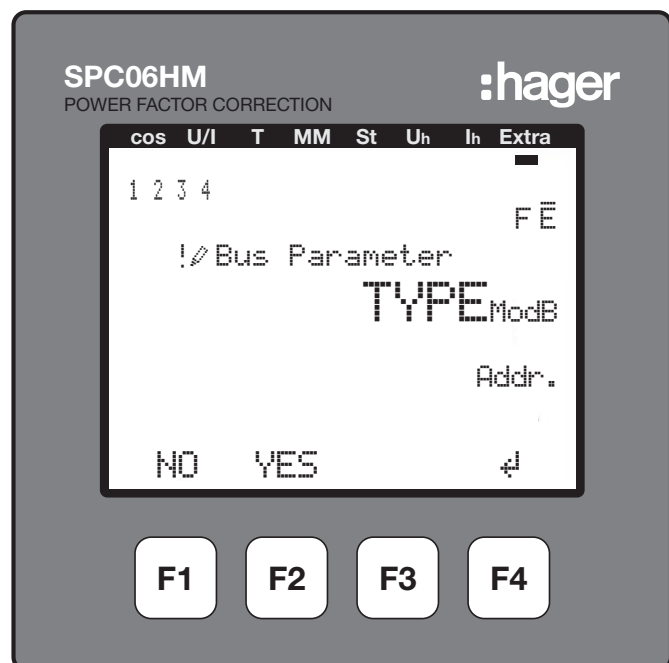 SPC06HM :hager
POWER FACTOR CORRECTION
cos U/I T MM St Uh Ih Extra
1 2 3 4
F Ē
! Bus Parameter
TYPE ModB
Addr.
NO YES ↲
F1 F2 F3 F4